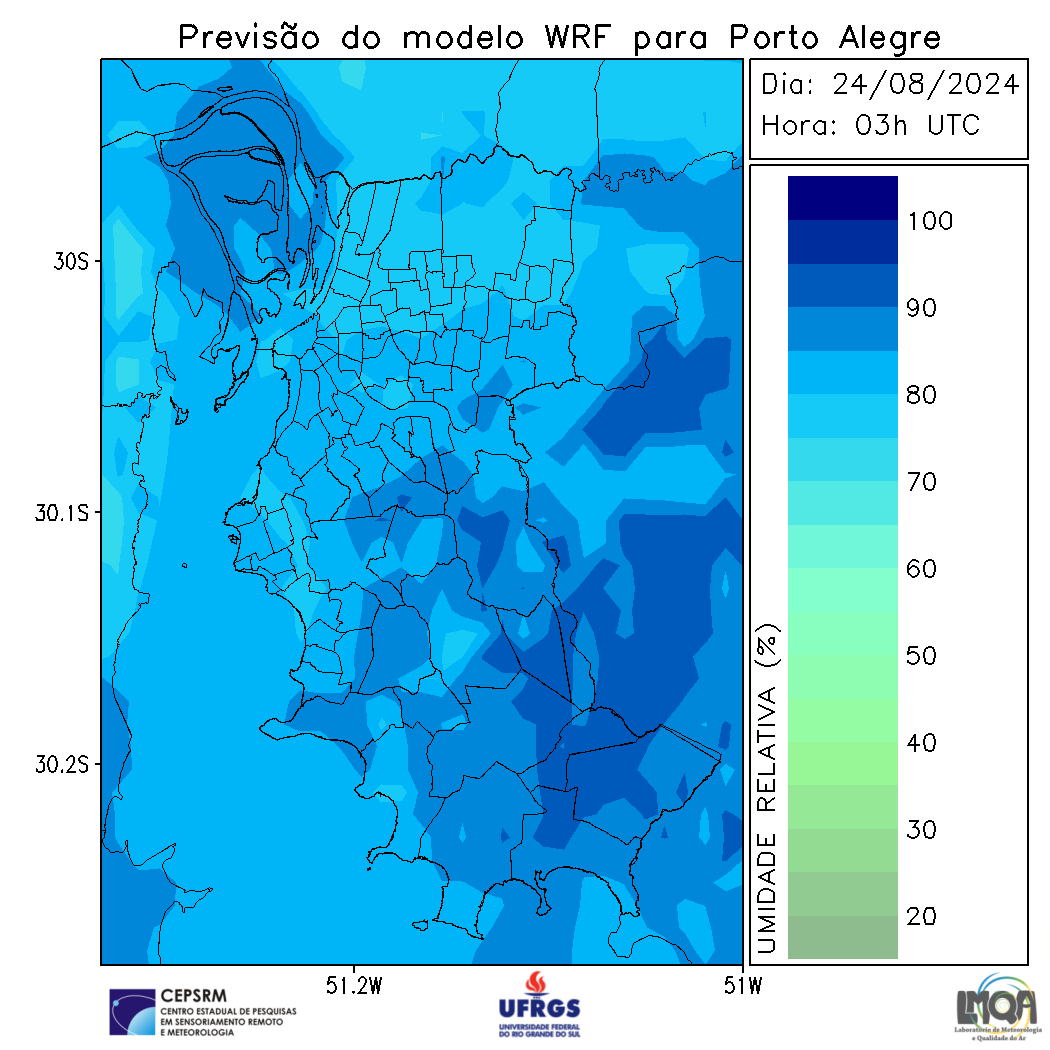 Previsão do modelo WRF para Porto Alegre
Dia: 24/08/2024
Hora: 03h UTC
30S
30.1S
30.2S
51.2W
51W
UMIDADE RELATIVA (%)
100
90
80
70
60
50
40
30
20
CEPSRM
CENTRO ESTADUAL DE PESQUISAS
EM SENSORIAMENTO REMOTO
E METEOROLOGIA
UFRGS
UNIVERSIDADE FEDERAL
DO RIO GRANDE DO SUL
LMQA
Laboratório de Meteorologia
e Qualidade do Ar